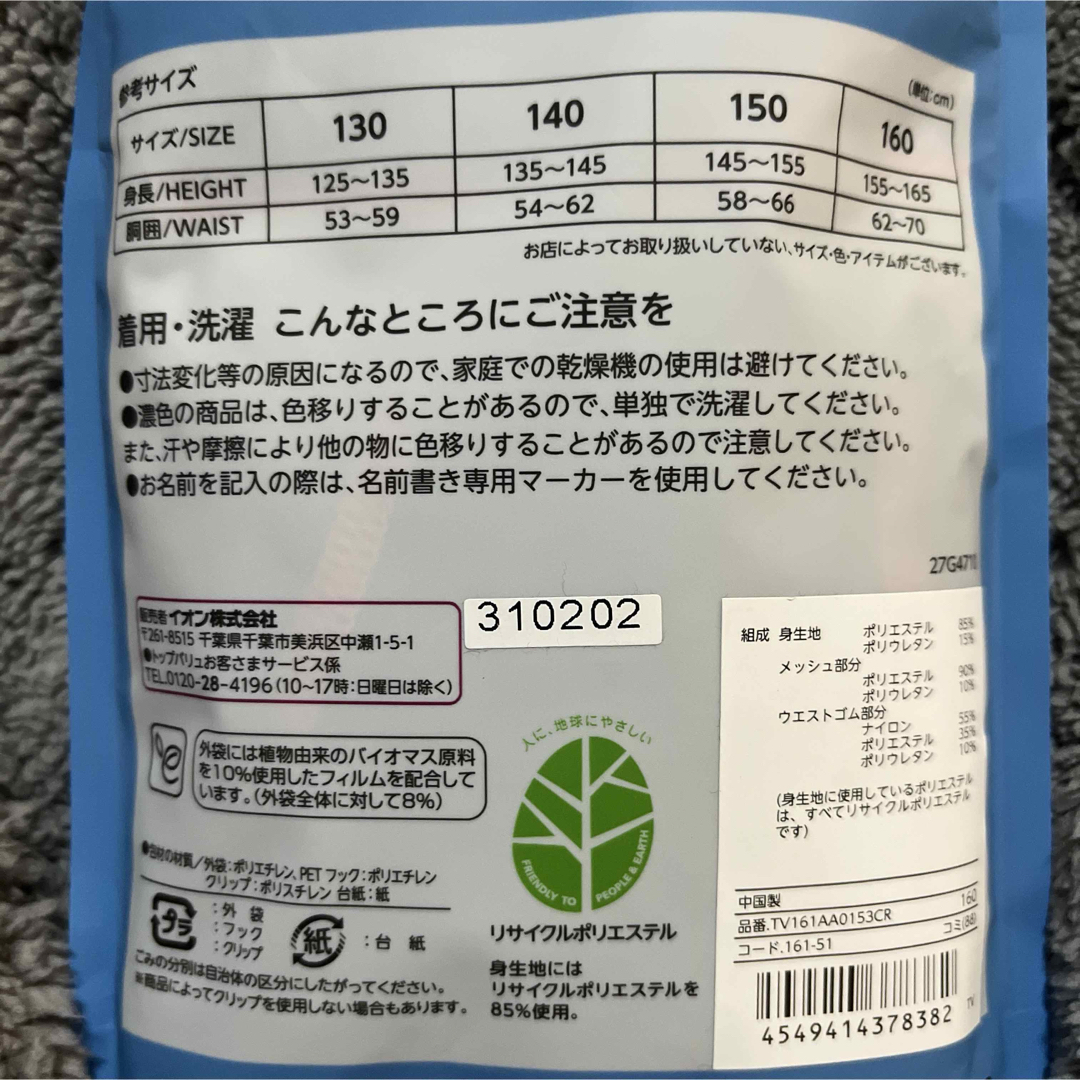 参考サイズ
(単位:cm)
サイズ/SIZE 130 140 150 160
身長/HEIGHT 125〜135 135〜145 145〜155 155〜165
胴囲/WAIST 53〜59 54〜62 58〜66 62〜70
お店によってお取り扱いしていない、サイズ・色・アイテムがございます。
着用・洗濯 こんなところにご注意を
●寸法変化等の原因になるので、家庭での乾燥機の使用は避けてください。
●濃色の商品は、色移りすることがあるので、単独で洗濯してください。
また、汗や摩擦により他の物に色移りすることがあるので注意してください。
●お名前を記入の際は、名前書き専用マーカーを使用してください。
販売者 イオン株式会社
〒261-8515 千葉県千葉市美浜区中瀬1-5-1
●トップバリュお客さまサービス係
TEL.0120-28-4196(10〜17時:日曜日は除く)
310202
外袋には植物由来のバイオマス原料
を10%使用したフィルムを配合して
います。(外袋全体に対して8%)
●包材の材質/外袋:ポリエチレン、PET フック:ポリエチレン
クリップ:ポリスチレン 台紙:紙
プラ
:外袋
:フック
:クリップ
紙
:台紙
ごみの分別は自治体の区分にしたがってください。
※商品によってクリップを使用しない場合もあります。
人に、地球にやさしい
FRIENDLY TO PEOPLE & EARTH
リサイクルポリエステル
身生地には
リサイクルポリエステルを
85%使用。
組成 身生地 ポリエステル 85%
ポリウレタン 15%
メッシュ部分
ポリエステル 90%
ポリウレタン 10%
ウエストゴム部分
ナイロン 55%
ポリエステル 35%
ポリウレタン 10%
(身生地に使用しているポリエステル
は、すべてリサイクルポリエステル
です)
中国製 160
品番.TV161AA0153CR コミ(88)
コード.161-51
4549414378382 TV